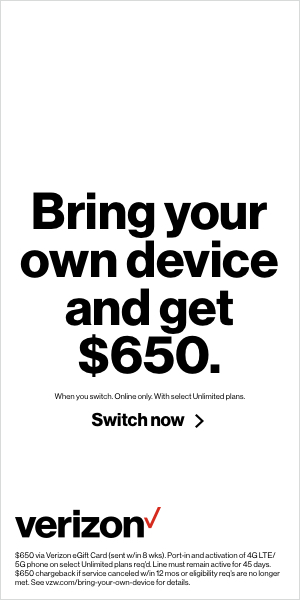 Bring your
own device
and get
$650.
When you switch. Online only. With select Unlimited plans.
Switch now
verizon
$650 via Verizon eGift Card (sent w/in 8 wks). Port-in and activation of 4G LTE/
5G phone on select Unlimited plans req'd. Line must remain active for 45 days.
$650 chargeback if service canceled w/in 12 mos or eligibility req's are no longer
met. See vzw.com/bring-your-own-device for details.